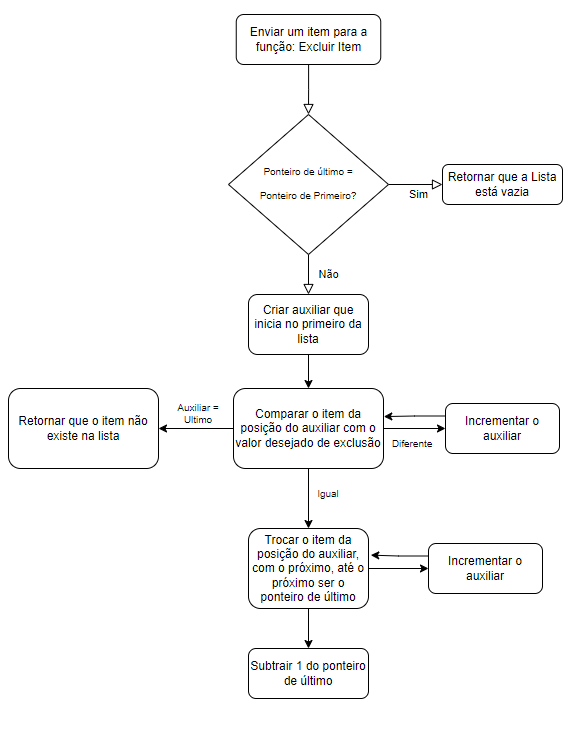 Enviar um item para a
função: Excluir Item
Ponteiro de último =
Ponteiro de Primeiro?
Sim
Retornar que a Lista
está vazia
Não
Criar auxiliar que
inicia no primeiro da
lista
Retornar que o item não
existe na lista
Auxiliar =
Ultimo
Comparar o item da
posição do auxiliar com o
valor desejado de exclusão
Diferente
Incrementar o
auxiliar
Igual
Trocar o item da
posição do auxiliar,
com o próximo, até o
próximo ser o
ponteiro de último
Incrementar o
auxiliar
Subtrair 1 do ponteiro
de último